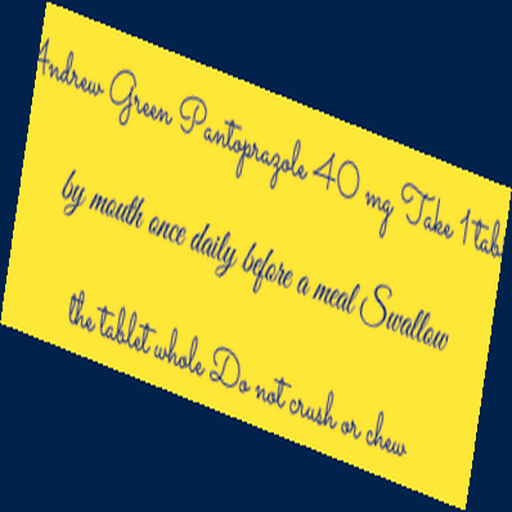 Andrew Green Pantoprazole 40 mg Take 1 tab
by mouth once daily before a meal Swallow
the tablet whole Do not crush or chew